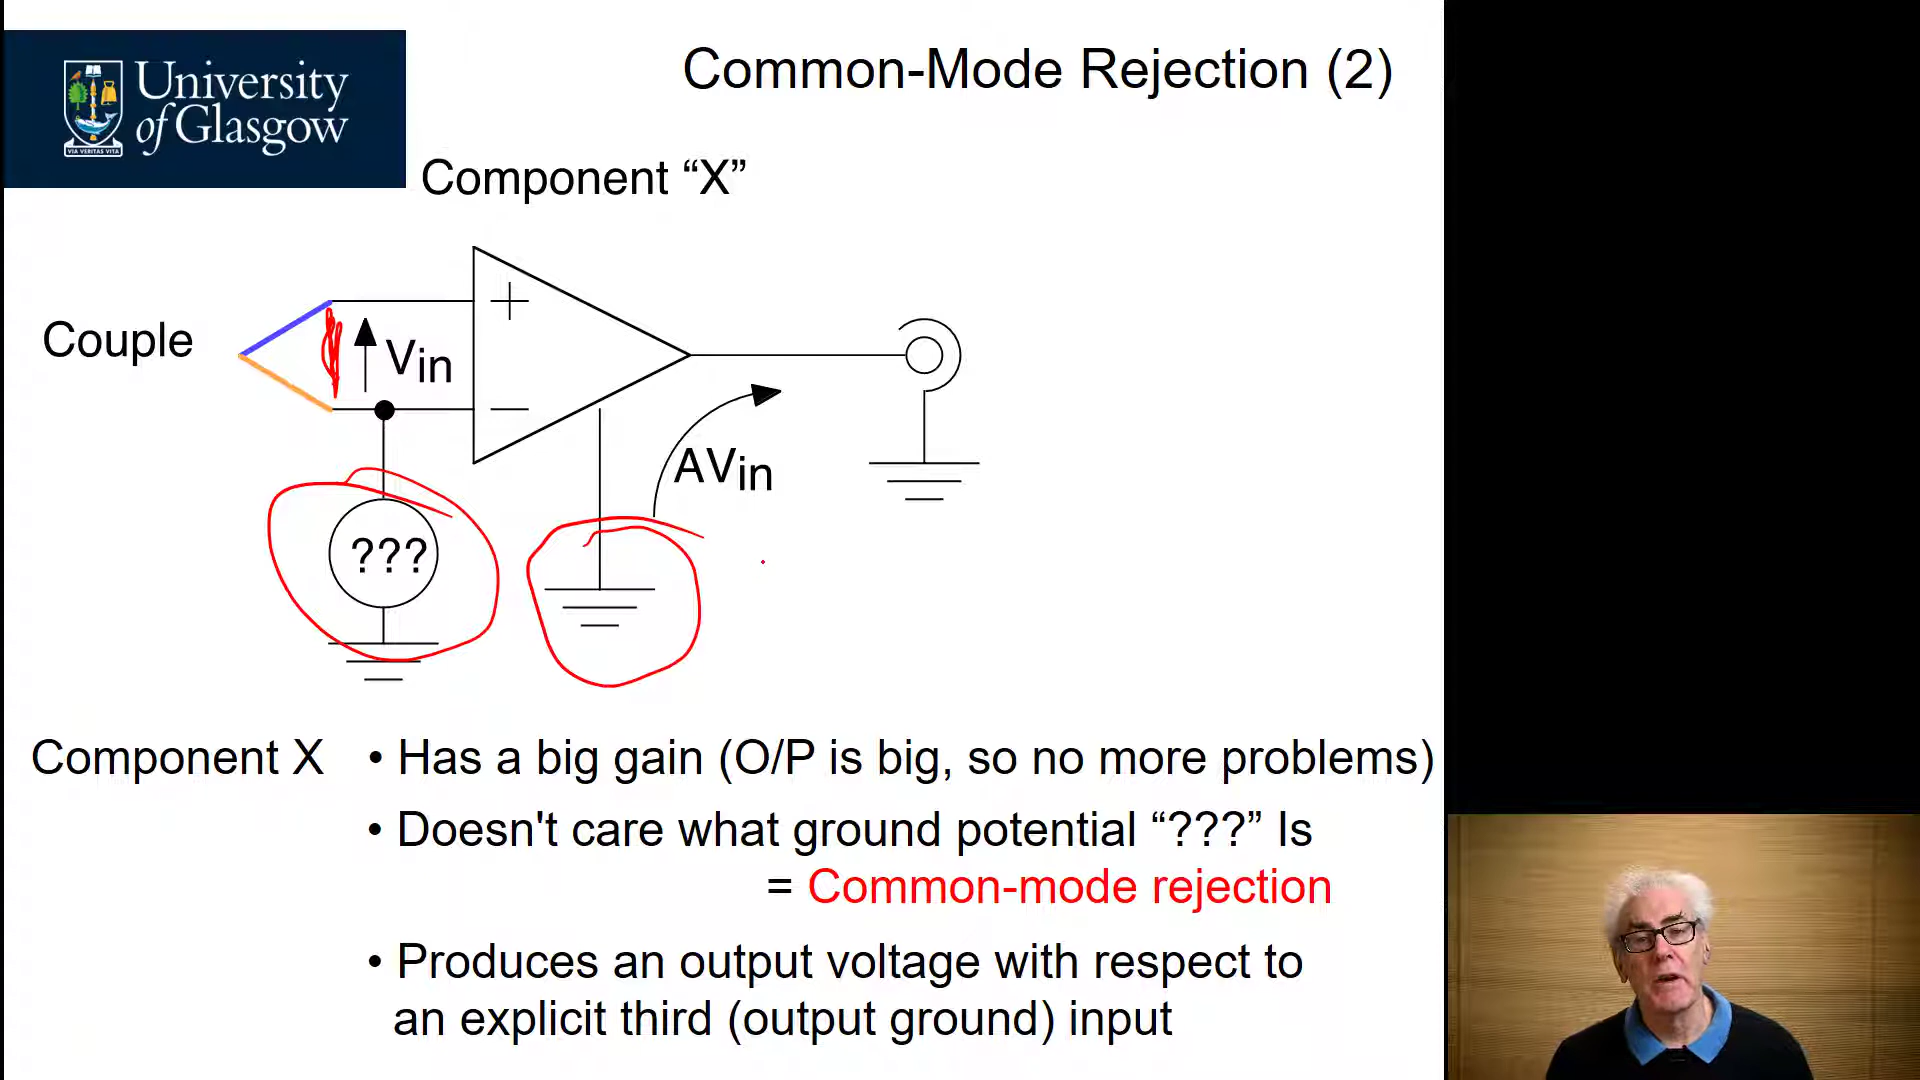 University
of Glasgow
VIA VERITAS VITA
Common-Mode Rejection (2)
Component “X”
Couple
Vin
+
−
AVin
???
Component X
• Has a big gain (O/P is big, so no more problems)
• Doesn't care what ground potential “???” Is
= Common-mode rejection
• Produces an output voltage with respect to
an explicit third (output ground) input